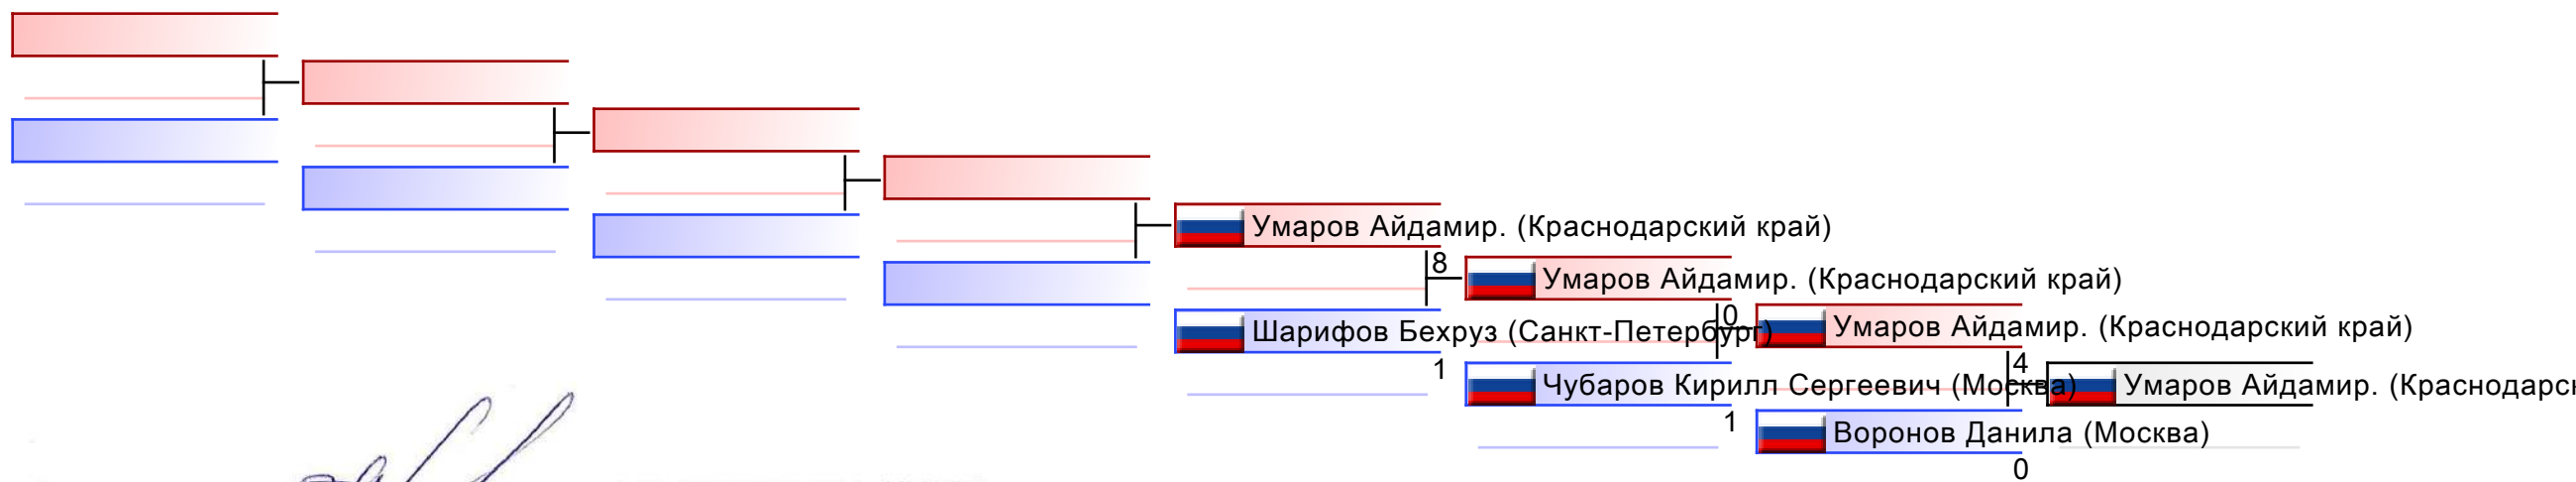 Умаров Айдамир. (Краснодарский край)
8
Умаров Айдамир. (Краснодарский край)
Шарифов Бехруз (Санкт-Петербург)
0
Умаров Айдамир. (Краснодарский край)
1
Чубаров Кирилл Сергеевич (Москва)
4
Умаров Айдамир.
1
Воронов Данила (Москва)
0